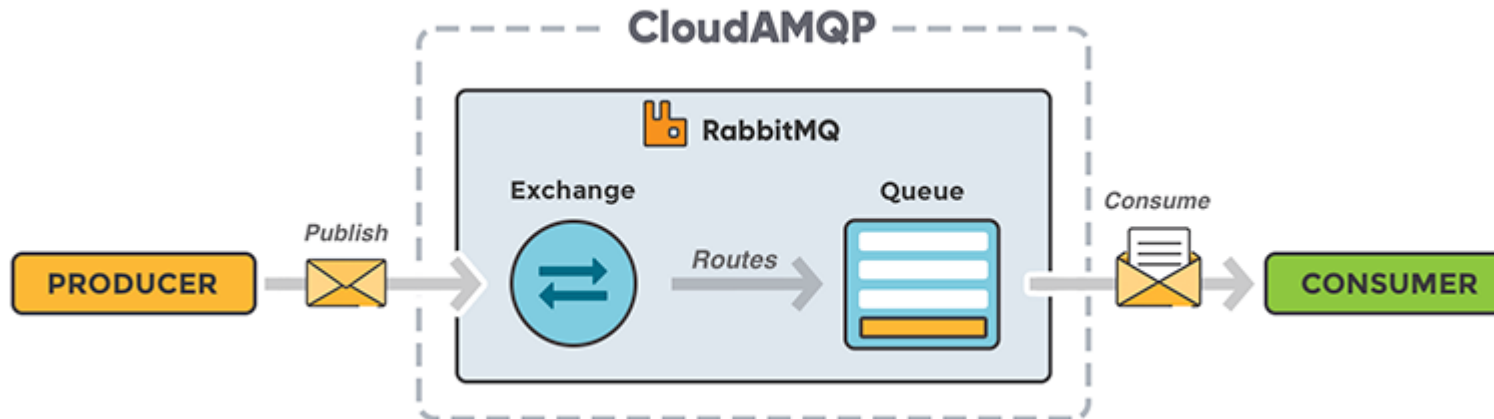 CloudAMQP
RabbitMQ
Exchange
Queue
Publish
Routes
Consume
PRODUCER
CONSUMER